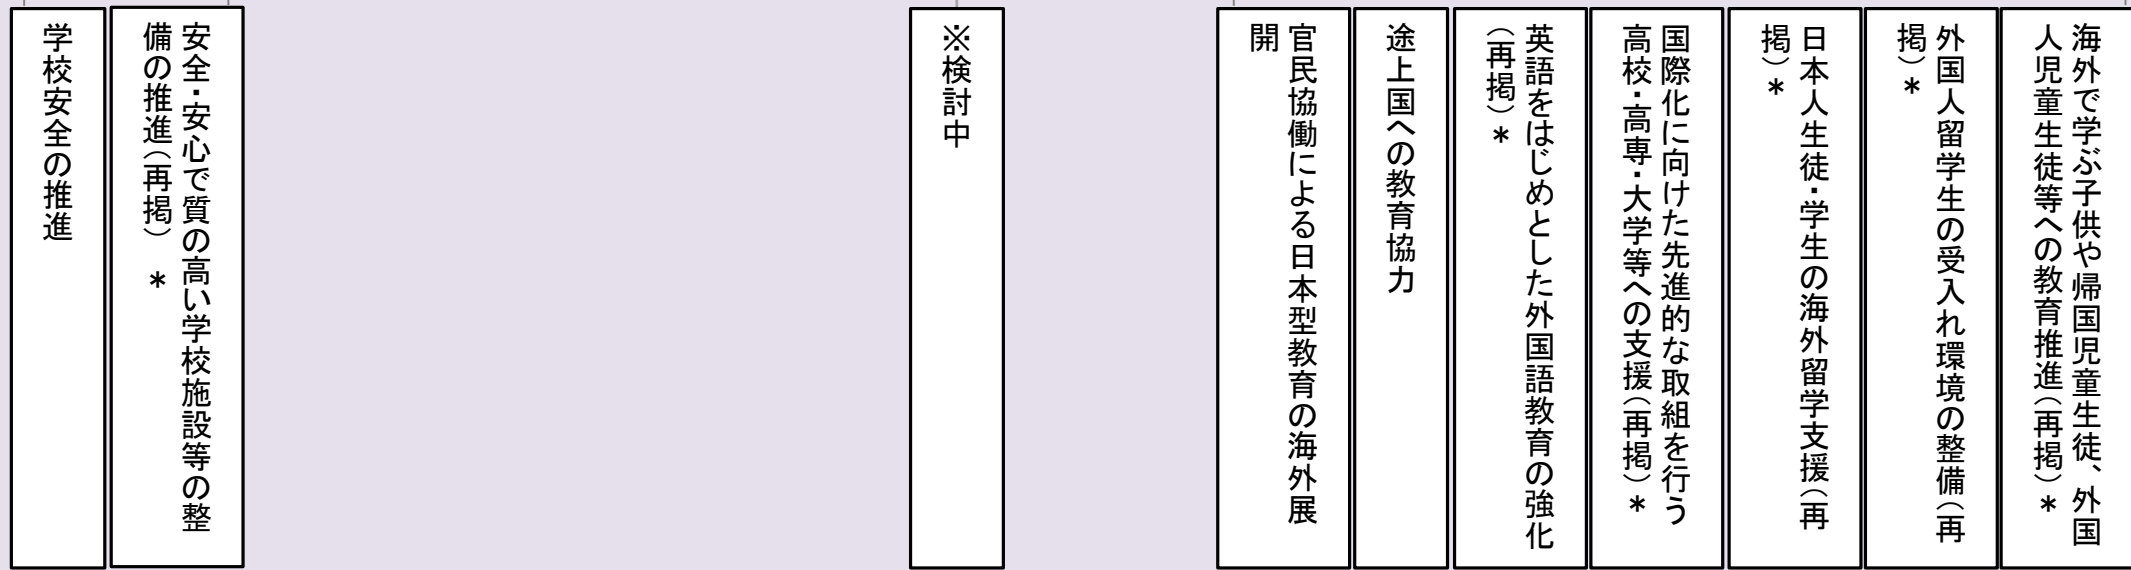 海外で学ぶ子供や帰国児童生徒、外国
人児童生徒等への教育推進（再掲）＊
外国人留学生の受入れ環境の整備（再
掲）＊
日本人生徒・学生の海外留学支援（再
掲）＊
国際化に向けた先進的な取組を行う
高校・高専・大学等への支援（再掲）＊
英語をはじめとした外国語教育の強化
（再掲）＊
途上国への教育協力
官民協働による日本型教育の海外展
開
※検討中
安全・安心で質の高い学校施設等の整
備の推進（再掲）　＊
学校安全の推進